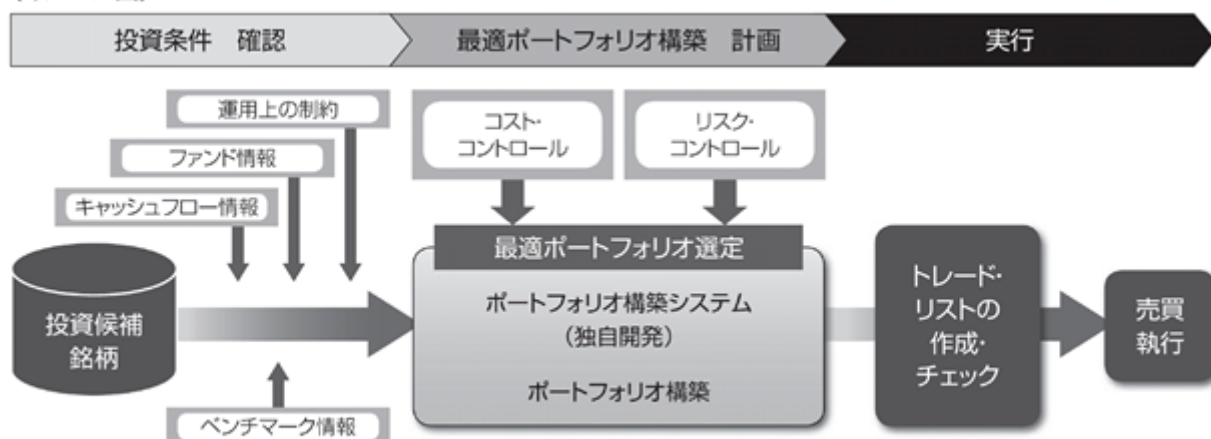 投資条件 確認
最適ポートフォリオ構築 計画
実行
運用上の制約
ファンド情報
キャッシュフロー情報
コスト・
コントロール
リスク・
コントロール
投資候補
銘柄
最適ポートフォリオ選定
ポートフォリオ構築システム
（独自開発）
ポートフォリオ構築
トレード・
リストの
作成・
チェック
売買
執行
ベンチマーク情報